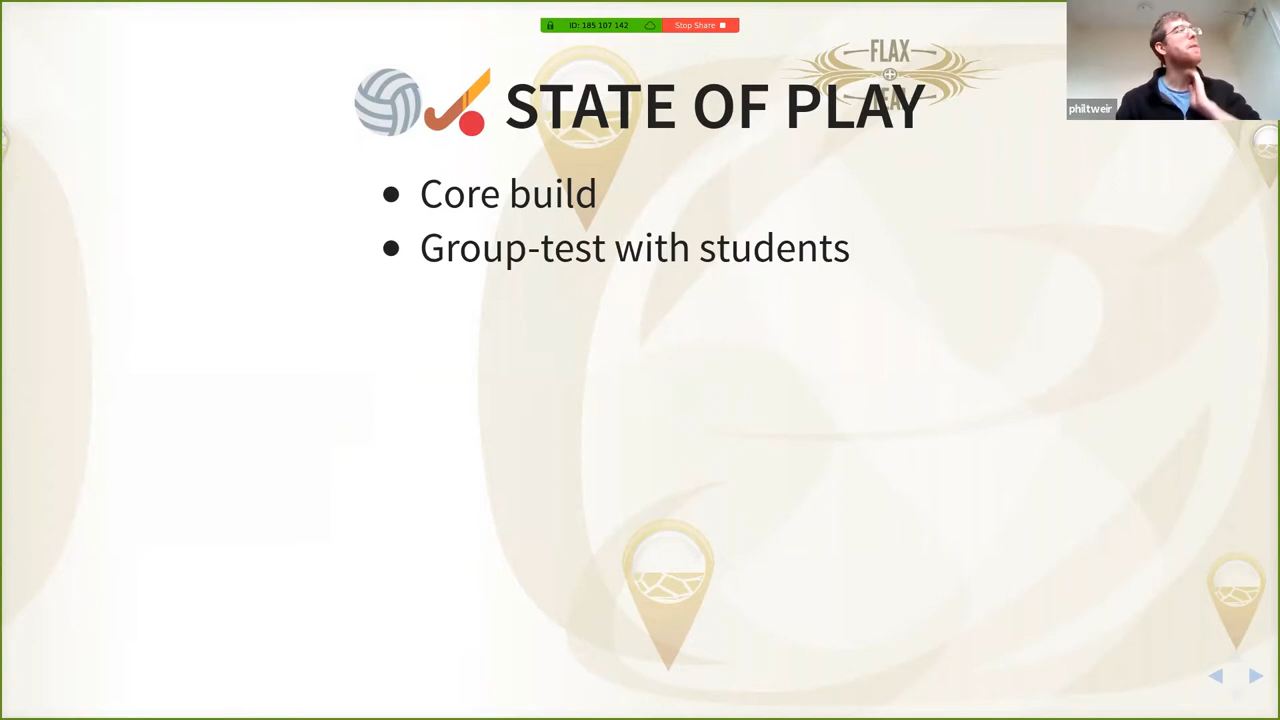 ID: 185 107 142
Stop Share
FLAX
STATE OF PLAY
philtweir
Core build
Group-test with students